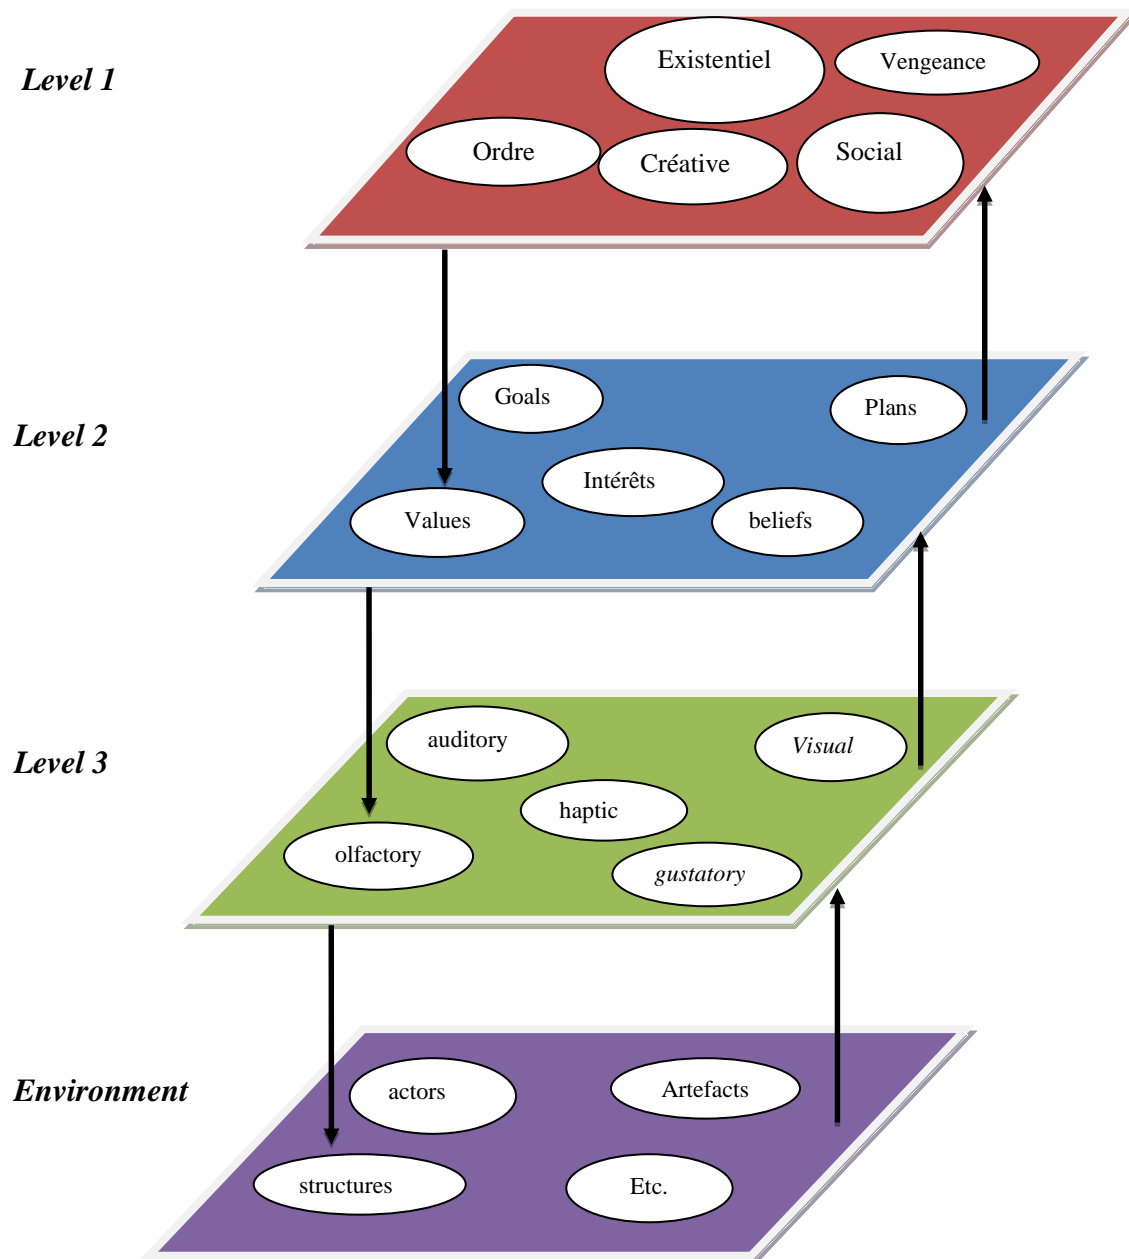 Level 1
Existentiel
Vengeance
Ordre
Créative
Social
Level 2
Goals
Plans
Intérêts
Values
beliefs
Level 3
auditory
Visual
haptic
olfactory
gustatory
Environment
actors
Artefacts
structures
Etc.